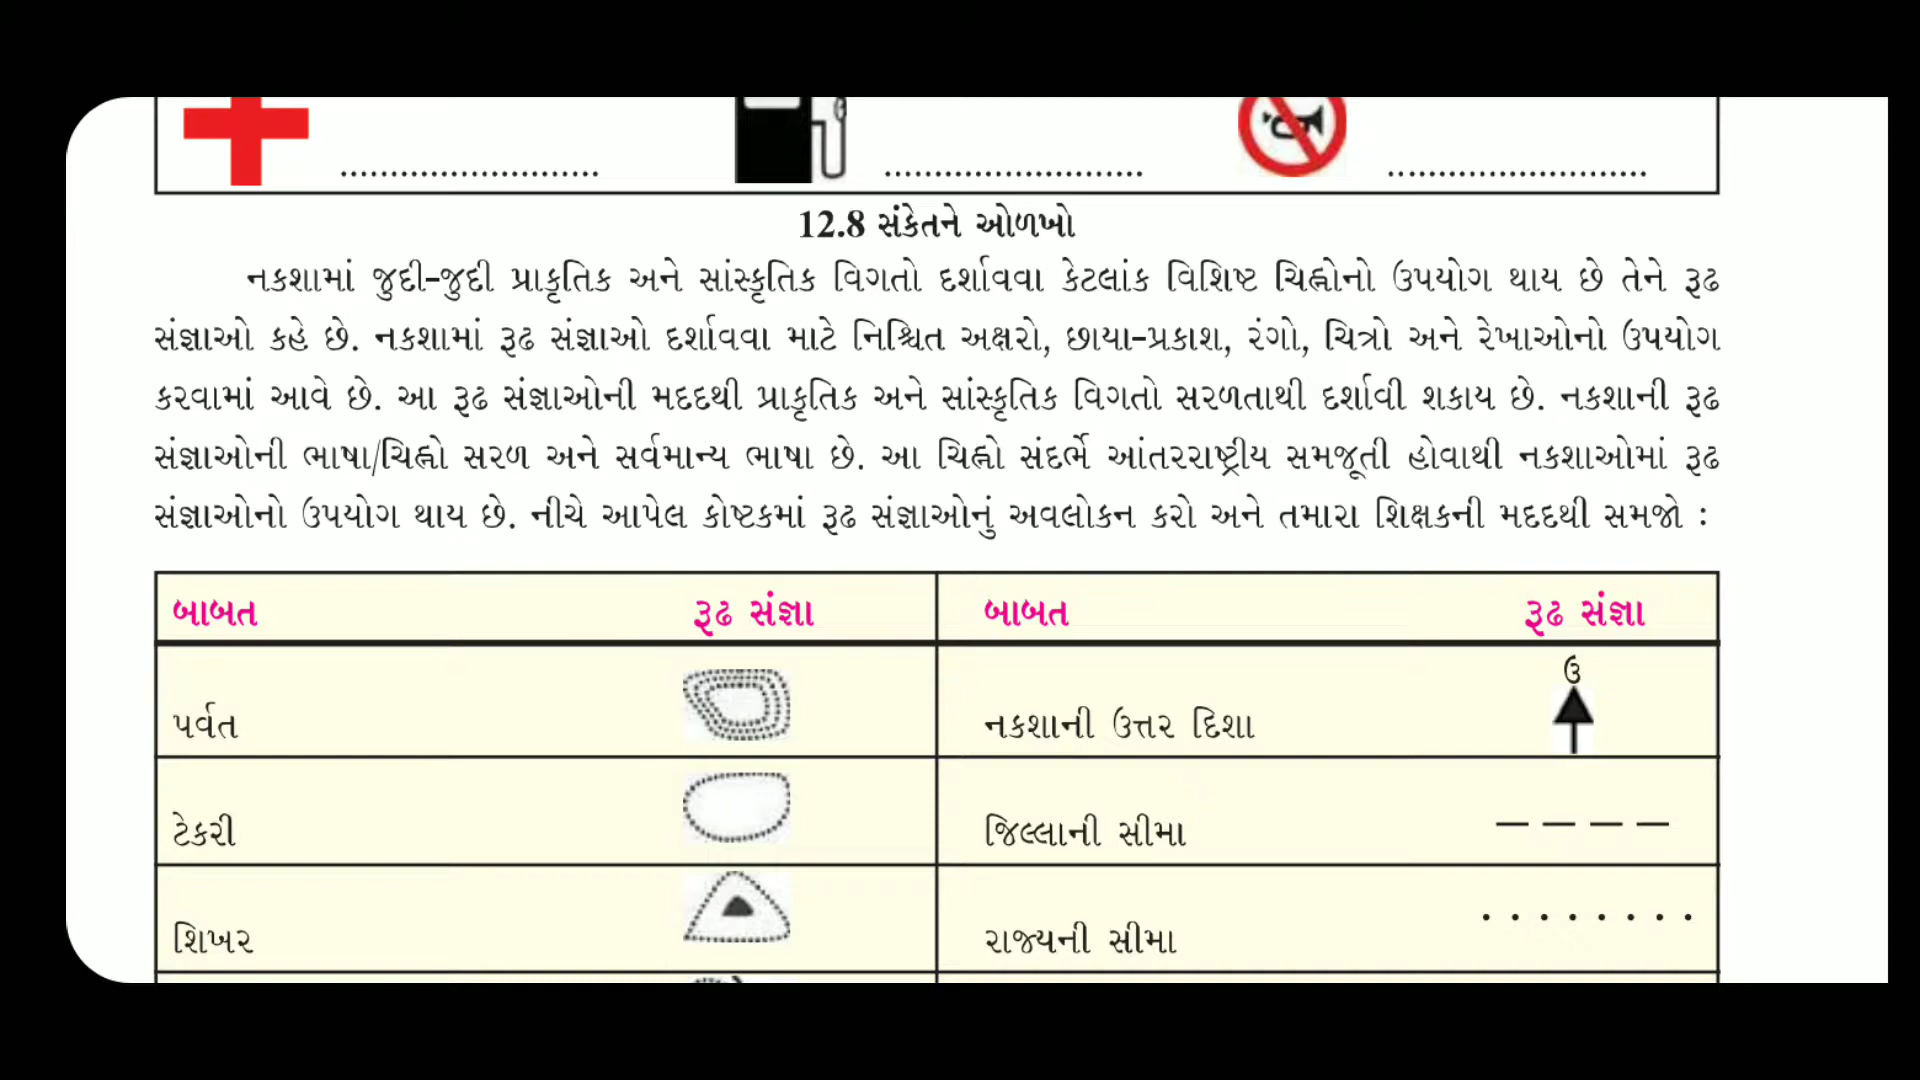 ......................... ......................... .........................
12.8 સંકેતને ઓળખો
નકશામાં જુદી-જુદી પ્રાકૃતિક અને સાંસ્કૃતિક વિગતો દર્શાવવા કેટલાંક વિશિષ્ટ ચિહ્નોનો ઉપયોગ થાય છે તેને રૂઢ
સંજ્ઞાઓ કહે છે. નકશામાં રૂઢ સંજ્ઞાઓ દર્શાવવા માટે નિશ્ચિત અક્ષરો, છાયા-પ્રકાશ, રંગો, ચિત્રો અને રેખાઓનો ઉપયોગ
કરવામાં આવે છે. આ રૂઢ સંજ્ઞાઓની મદદથી પ્રાકૃતિક અને સાંસ્કૃતિક વિગતો સરળતાથી દર્શાવી શકાય છે. નકશાની રૂઢ
સંજ્ઞાઓની ભાષા/ચિહ્નો સરળ અને સર્વમાન્ય ભાષા છે. આ ચિહ્નો સંદર્ભે આંતરરાષ્ટ્રીય સમજૂતી હોવાથી નકશાઓમાં રૂઢ
સંજ્ઞાઓનો ઉપયોગ થાય છે. નીચે આપેલ કોષ્ટકમાં રૂઢ સંજ્ઞાઓનું અવલોકન કરો અને તમારા શિક્ષકની મદદથી સમજો :
બાબત રૂઢ સંજ્ઞા બાબત રૂઢ સંજ્ઞા
ઉ
પર્વત નકશાની ઉત્તર દિશા
ટેકરી જિલ્લાની સીમા
શિખર રાજ્યની સીમા